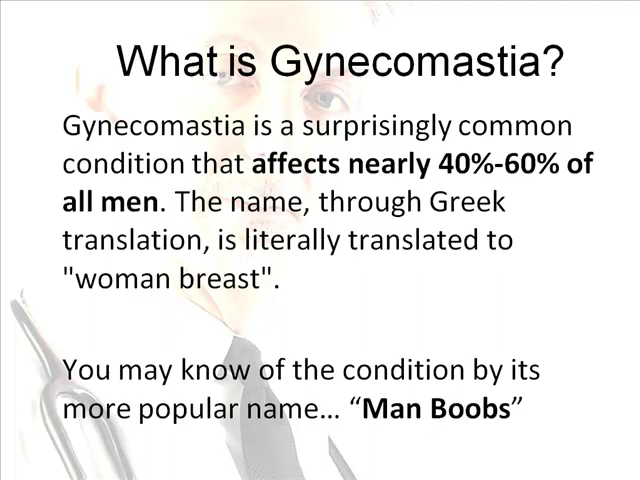 What is Gynecomastia?
Gynecomastia is a surprisingly common
condition that affects nearly 40%-60% of
all men. The name, through Greek
translation, is literally translated to
"woman breast".
You may know of the condition by its
more popular name… “Man Boobs”